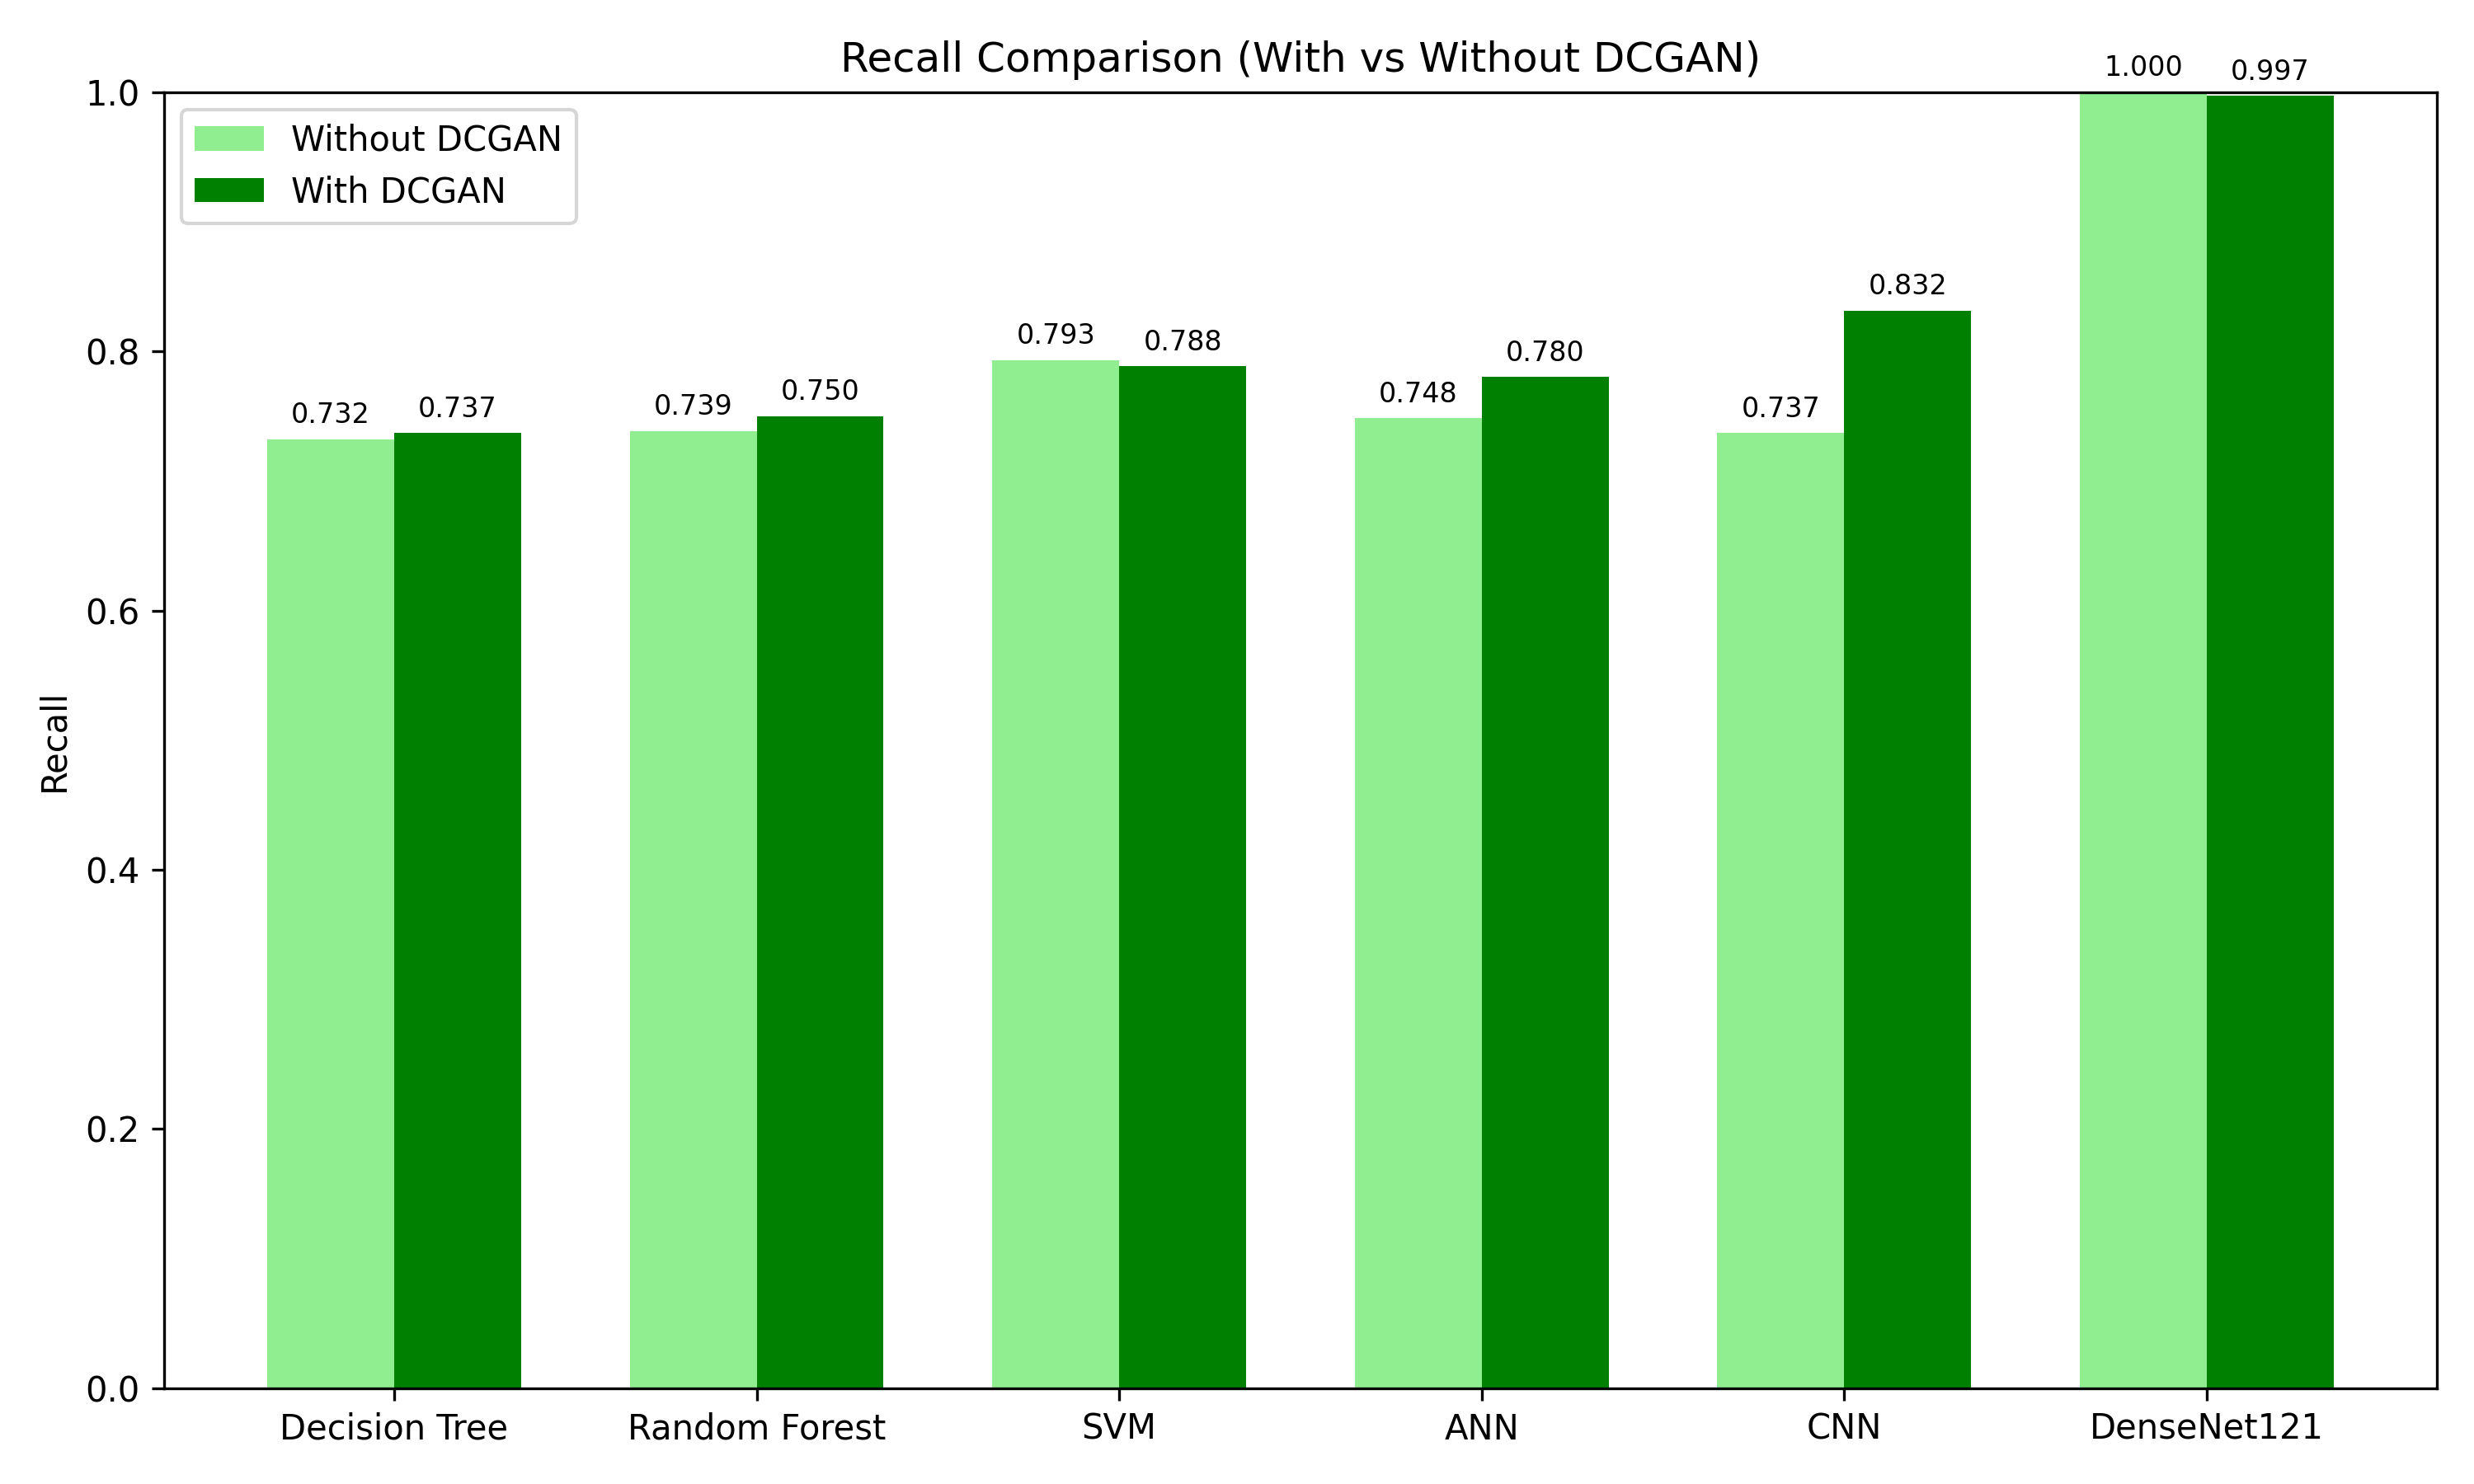 Recall Comparison (With vs Without DCGAN)
Without DCGAN
With DCGAN
Recall
1.0
0.8
0.6
0.4
0.2
0.0
0.732
0.737
0.739
0.750
0.793
0.788
0.748
0.780
0.737
0.832
1.000
0.997
Decision Tree
Random Forest
SVM
ANN
CNN
DenseNet121